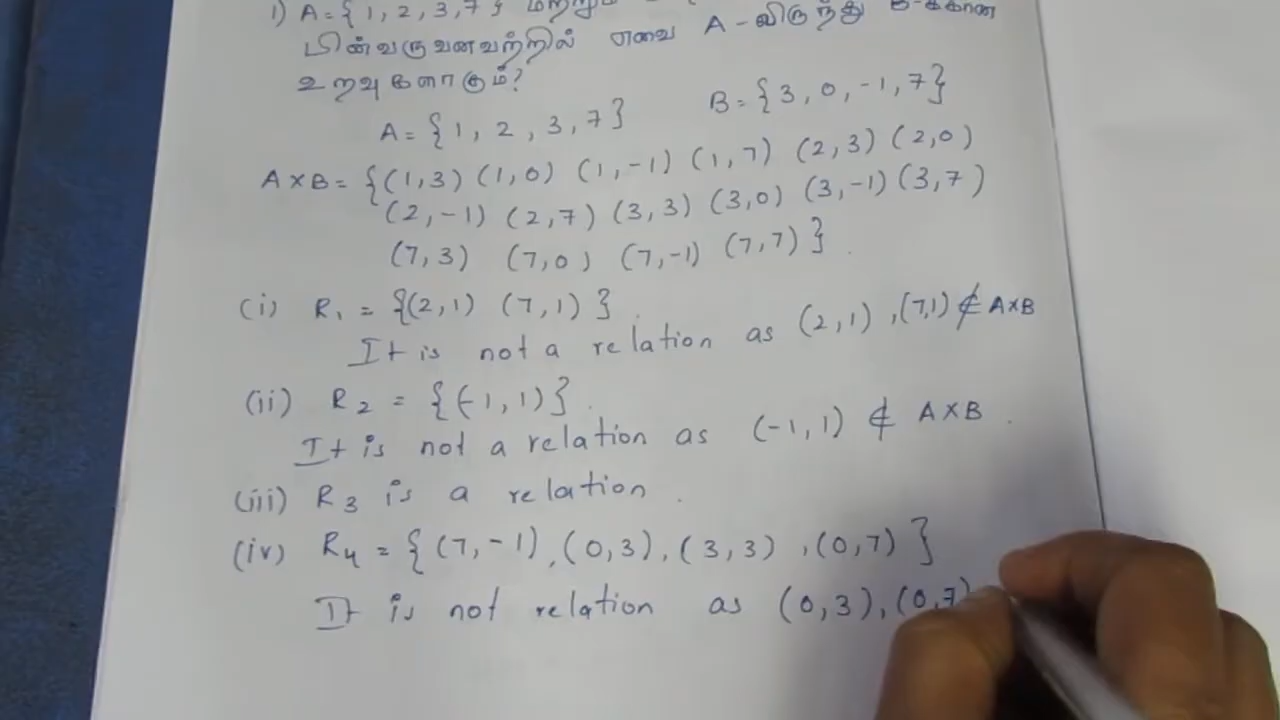 1) A = { 1, 2, 3, 7 } மற்றும்
பின்வருவனவற்றில் எவை A-விருந்து B-க்கான
உறவுகளாகும்?
A = { 1, 2, 3, 7 } B = { 3, 0, -1, 7 }
A × B = { (1,3) (1,0) (1,-1) (1,7) (2,3) (2,0)
(2,-1) (2,7) (3,3) (3,0) (3,-1) (3,7)
(7,3) (7,0) (7,-1) (7,7) }.
(i) R₁ = {(2,1) (7,1) }.
It is not a relation as (2,1), (7,1) ∉ A×B
(ii) R₂ = { (-1,1) }.
It is not a relation as (-1,1) ∉ A×B.
(iii) R₃ is a relation.
(iv) R₄ = { (7,-1), (0,3), (3,3), (0,7) }
It is not relation as (0,3), (0,7)